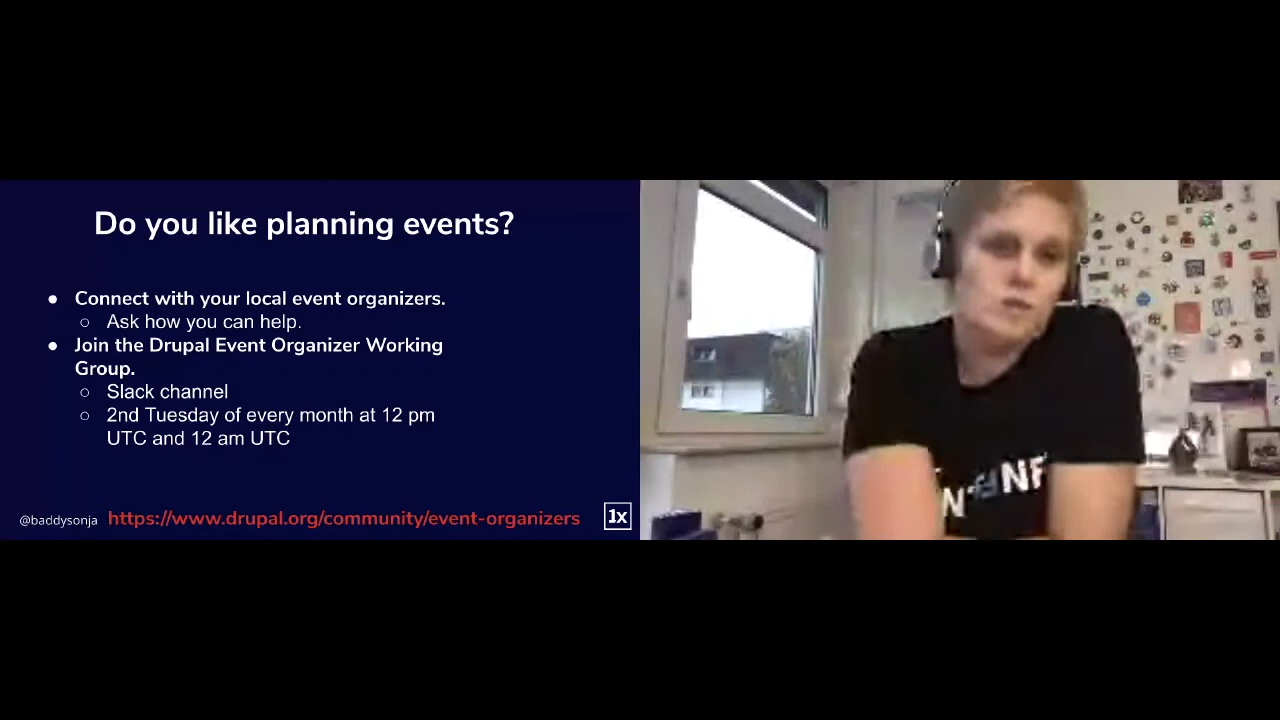 Do you like planning events?
● Connect with your local event organizers.
○ Ask how you can help.
● Join the Drupal Event Organizer Working
Group.
○ Slack channel
○ 2nd Tuesday of every month at 12 pm
UTC and 12 am UTC
@baddysonja https://www.drupal.org/community/event-organizers 1x